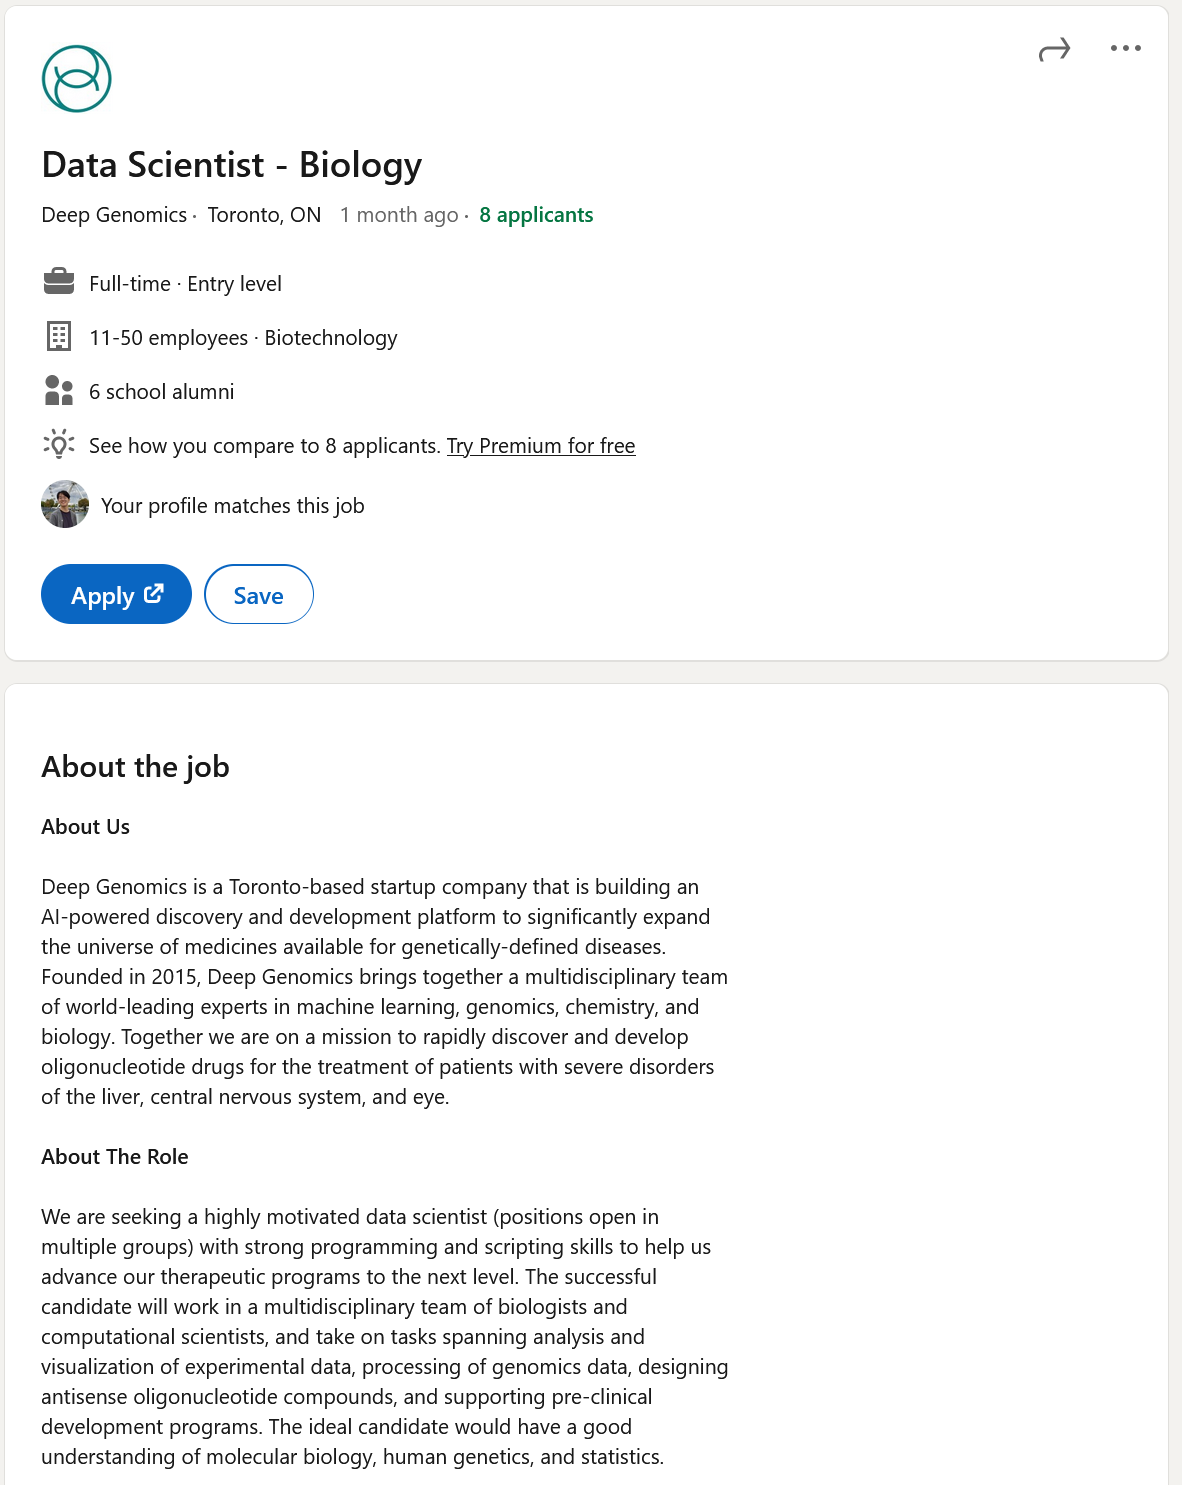 Data Scientist - Biology
Deep Genomics · Toronto, ON 1 month ago · 8 applicants
Full-time · Entry level
11-50 employees · Biotechnology
6 school alumni
See how you compare to 8 applicants. Try Premium for free
Your profile matches this job
Apply
Save
About the job
About Us
Deep Genomics is a Toronto-based startup company that is building an
AI-powered discovery and development platform to significantly expand
the universe of medicines available for genetically-defined diseases.
Founded in 2015, Deep Genomics brings together a multidisciplinary team
of world-leading experts in machine learning, genomics, chemistry, and
biology. Together we are on a mission to rapidly discover and develop
oligonucleotide drugs for the treatment of patients with severe disorders
of the liver, central nervous system, and eye.
About The Role
We are seeking a highly motivated data scientist (positions open in
multiple groups) with strong programming and scripting skills to help us
advance our therapeutic programs to the next level. The successful
candidate will work in a multidisciplinary team of biologists and
computational scientists, and take on tasks spanning analysis and
visualization of experimental data, processing of genomics data, designing
antisense oligonucleotide compounds, and supporting pre-clinical
development programs. The ideal candidate would have a good
understanding of molecular biology, human genetics, and statistics.